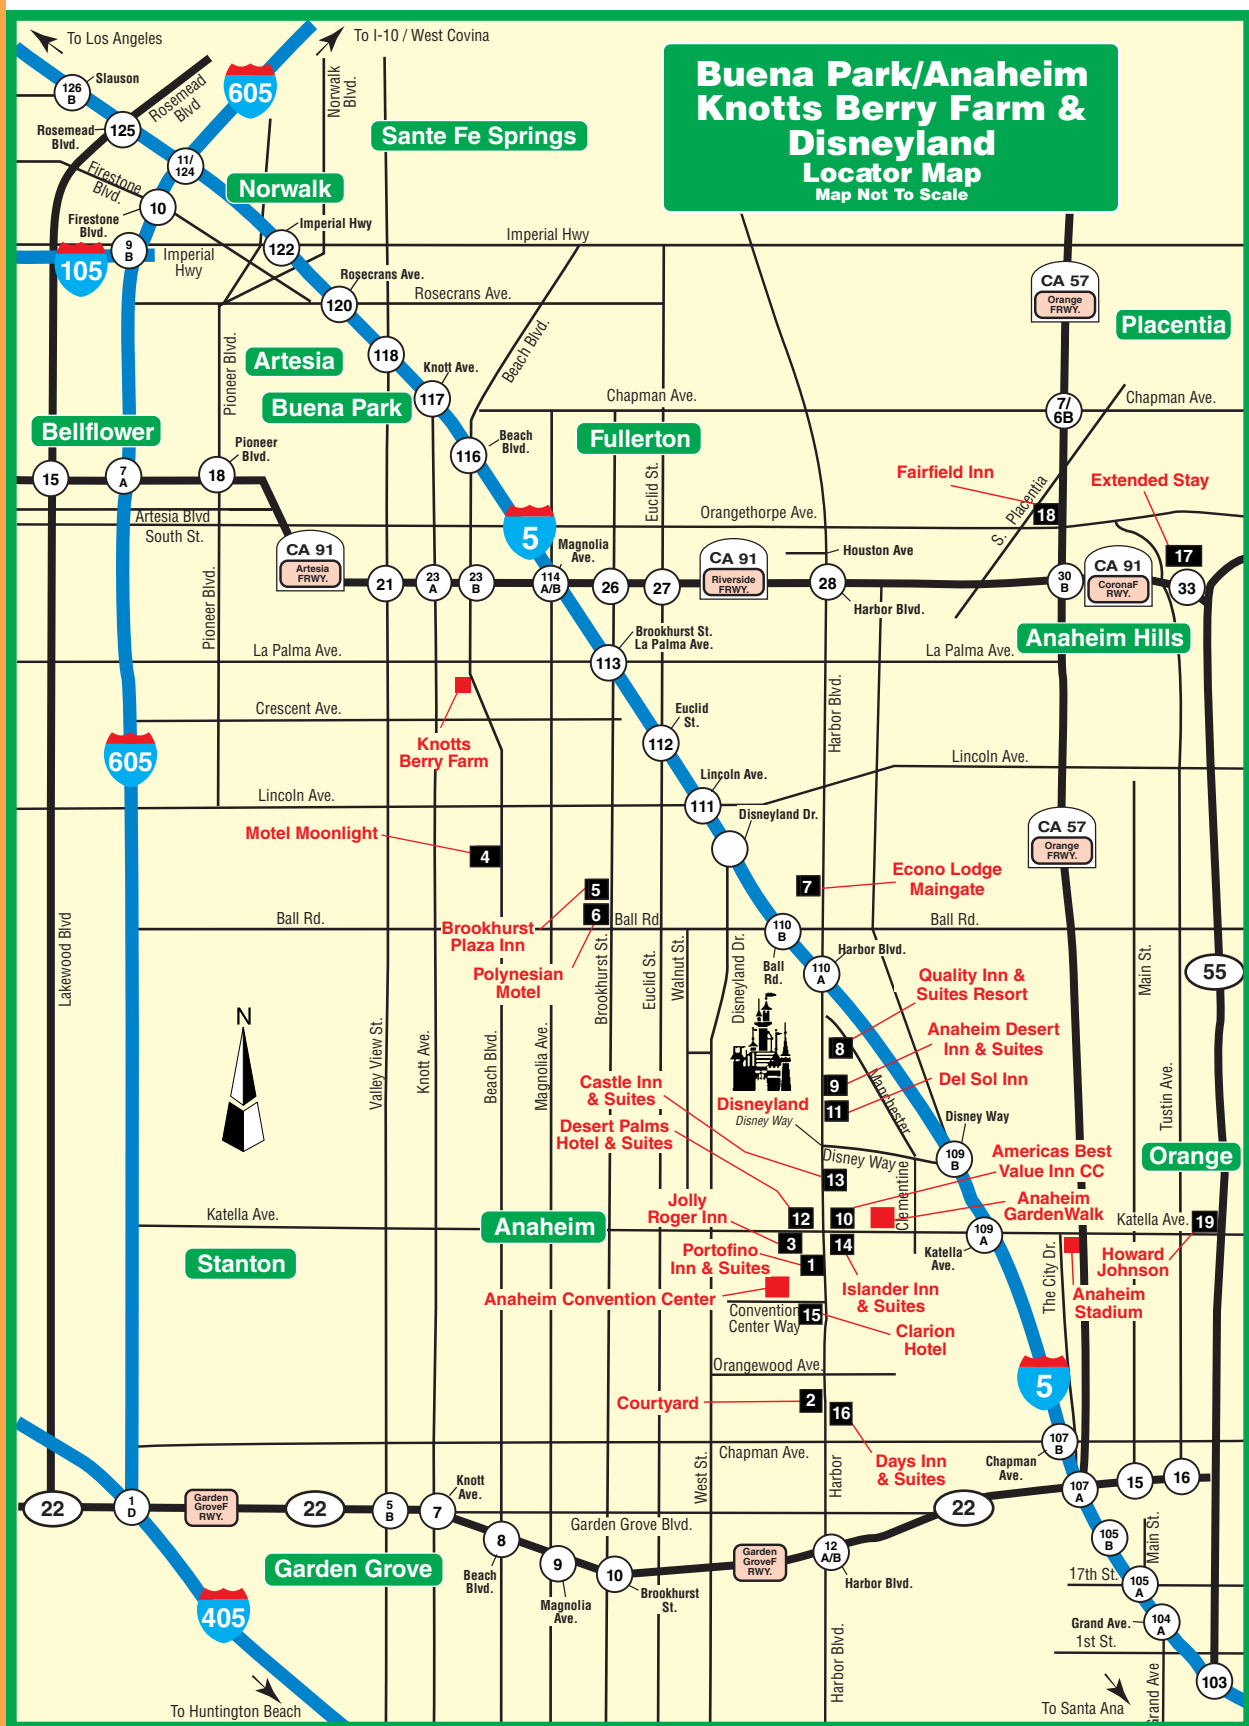 To Los Angeles
To I-10 / West Covina
Buena Park/Anaheim
Knotts Berry Farm &
Disneyland
Locator Map
Map Not To Scale
126
B
Slauson
Rosemead
Blvd
605
Norwalk
Blvd.
Rosemead
Blvd.
125
Sante Fe Springs
11/
124
Firestone
Blvd.
Norwalk
10
Firestone
Blvd.
9
B
Imperial
Hwy
105
122
Imperial Hwy
Imperial Hwy
Rosecrans Ave.
120
Rosecrans Ave.
CA 57
Orange
FRWY.
Placentia
Pioneer Blvd.
Artesia
118
Beach Blvd.
Knott Ave.
117
Buena Park
Chapman Ave.
7/
6B
Chapman Ave.
Bellflower
Fullerton
Pioneer
Blvd.
Beach
Blvd.
116
15
7
A
18
Euclid St.
Fairfield Inn
Extended Stay
S. Placentia
18
17
Artesia Blvd
South St.
Orangethorpe Ave.
5
CA 91
Artesia
FRWY.
Magnolia
Ave.
CA 91
Riverside
FRWY.
Houston Ave
CA 91
CoronaF
RWY.
21
23
A
23
B
114
A/B
26
27
28
30
B
33
Harbor Blvd.
Pioneer Blvd.
Brookhurst St.
La Palma Ave.
Anaheim Hills
La Palma Ave.
113
La Palma Ave.
Harbor Blvd.
Crescent Ave.
Euclid
St.
112
Knotts
Berry Farm
605
Lincoln Ave.
Lincoln Ave.
Lincoln Ave.
111
Disneyland Dr.
CA 57
Orange
FRWY.
Motel Moonlight
4
Econo Lodge
Maingate
7
5
6
Ball Rd.
Ball Rd
Ball Rd.
Brookhurst
Plaza Inn
110
B
Ball
Rd.
Harbor Blvd.
110
A
Polynesian
Motel
Lakewood Blvd
Brookhurst St.
Euclid St.
Walnut St.
Disneyland Dr.
Main St.
55
Quality Inn &
Suites Resort
N
8
Anaheim Desert
Inn & Suites
Valley View St.
Knott Ave.
Beach Blvd.
Magnolia Ave.
Castle Inn
& Suites
9
Del Sol Inn
Manchester
Tustin Ave.
Disneyland
Disney Way
11
Disney Way
Desert Palms
Hotel & Suites
Disney Way
109
B
Americas Best
Value Inn CC
Orange
13
Clementine
Jolly
Roger Inn
12
10
Anaheim
GardenWalk
Katella Ave.
Anaheim
Katella Ave.
19
3
14
109
A
Katella
Ave.
Stanton
Portofino
Inn & Suites
1
The City Dr.
Howard
Johnson
Anaheim Convention Center
Islander Inn
& Suites
Anaheim
Stadium
Convention
Center Way
15
Clarion
Hotel
Orangewood Ave.
5
Courtyard
2
16
107
B
Chapman Ave.
Chapman
Ave.
Days Inn
& Suites
West St.
Harbor
Knott
Ave.
107
A
15
16
22
1
D
Garden
GroveF
RWY.
22
5
B
7
22
Garden Grove Blvd.
8
105
B
Main St.
Garden Grove
Beach
Blvd.
9
10
Garden
GroveF
RWY.
12
A/B
Harbor Blvd.
17th St.
105
A
Magnolia
Ave.
Brookhurst
St.
405
Grand Ave.
104
A
1st St.
Harbor Blvd.
103
To Huntington Beach
To Santa Ana
Grand Ave